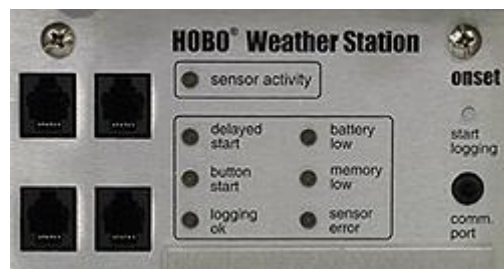 HOBO® Weather Station
onset
sensor activity
delayed
start
battery
low
button
start
memory
low
logging
ok
sensor
error
start
logging
comm.
port